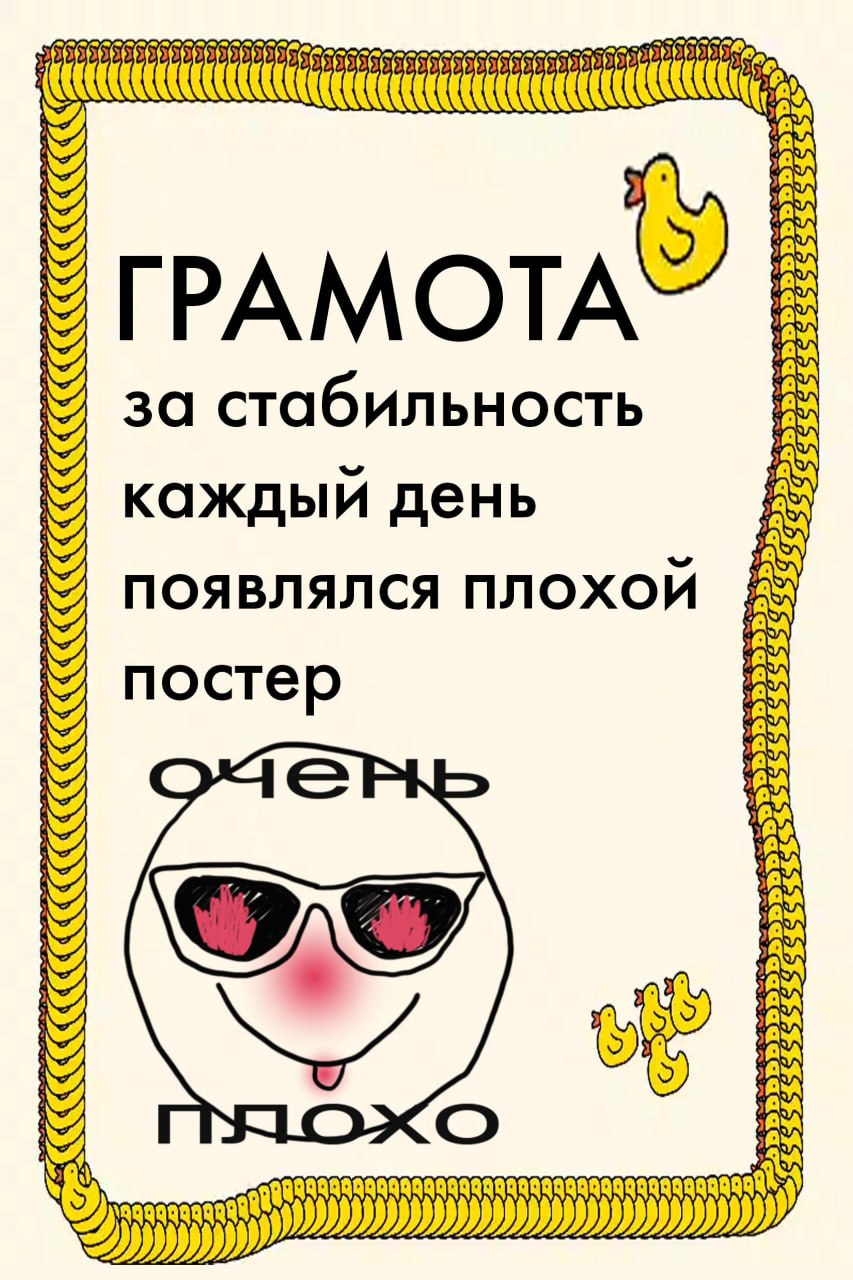 ГРАМОТА
за стабильность
каждый день
появлялся плохой
постер
очень
плохо